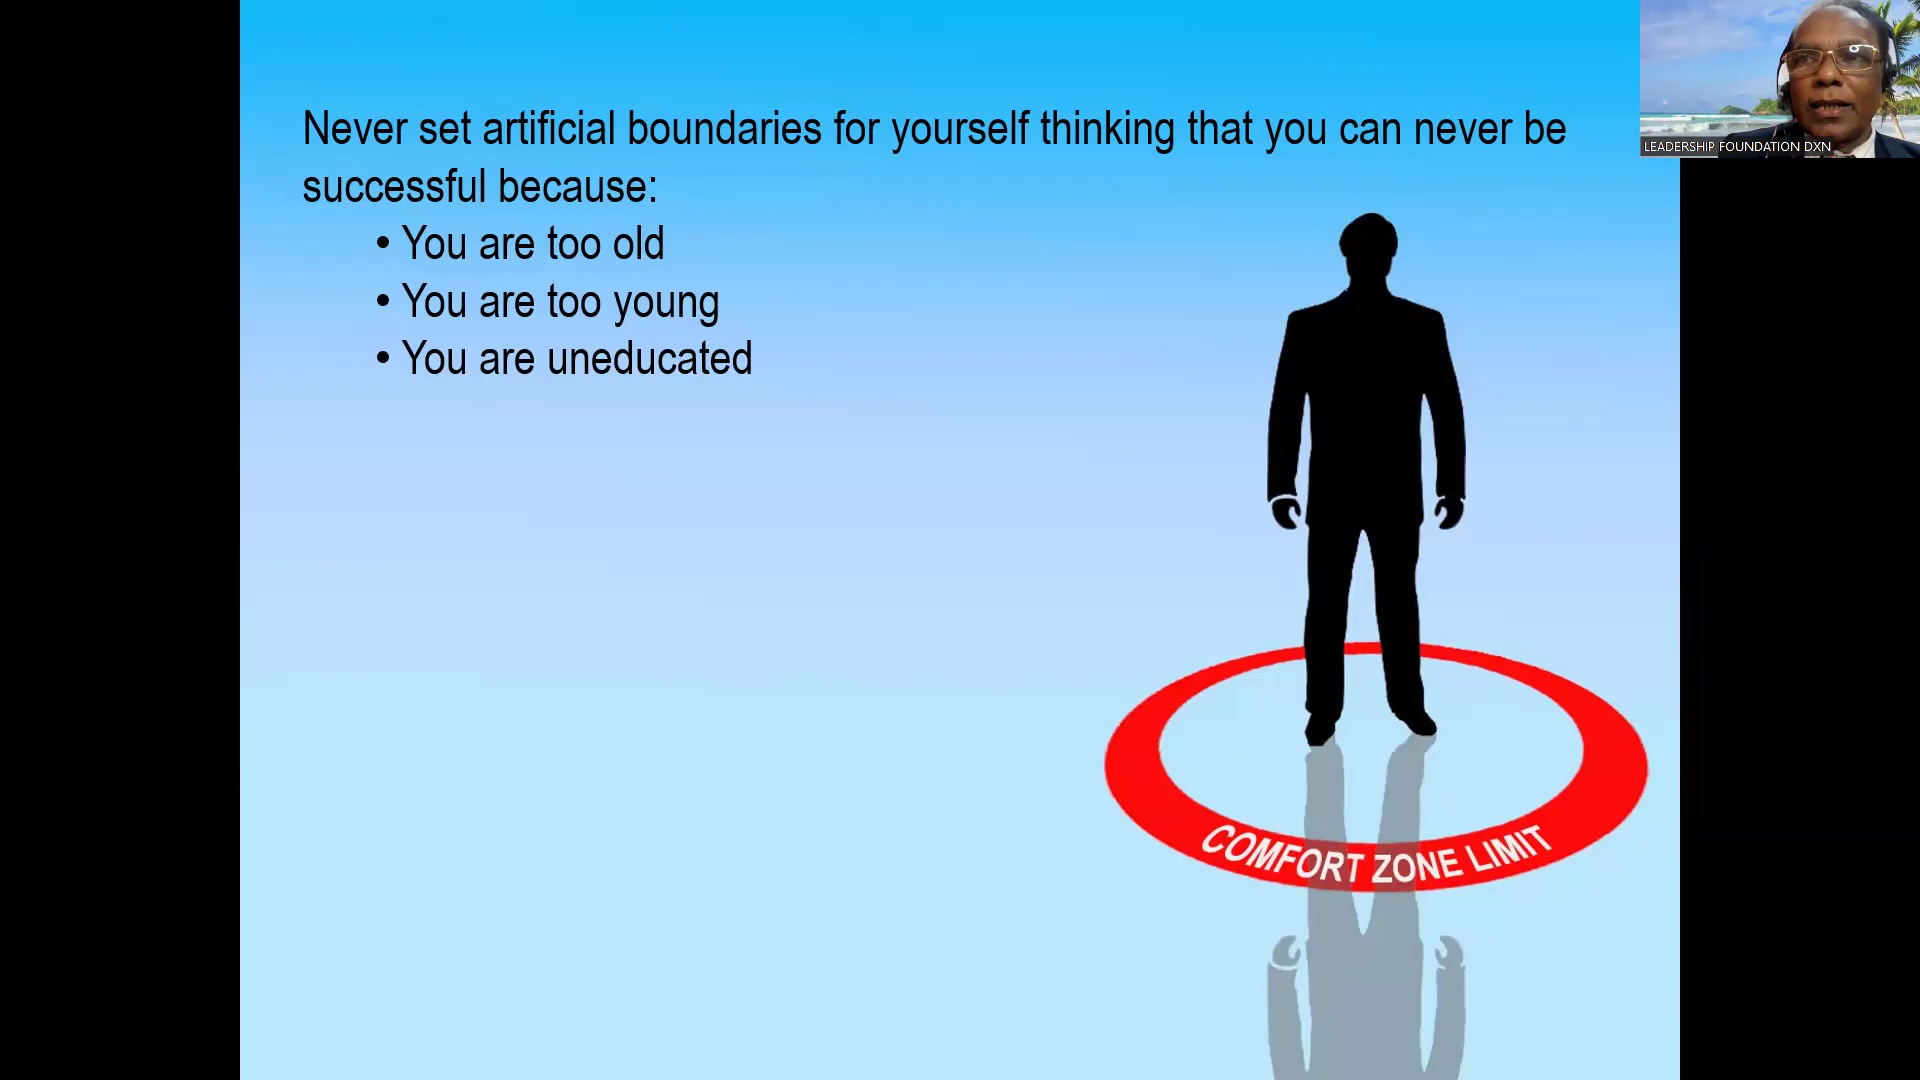 Never set artificial boundaries for yourself thinking that you can never be
successful because:
• You are too old
• You are too young
• You are uneducated
COMFORT ZONE LIMIT
LEADERSHIP FOUNDATION DXN